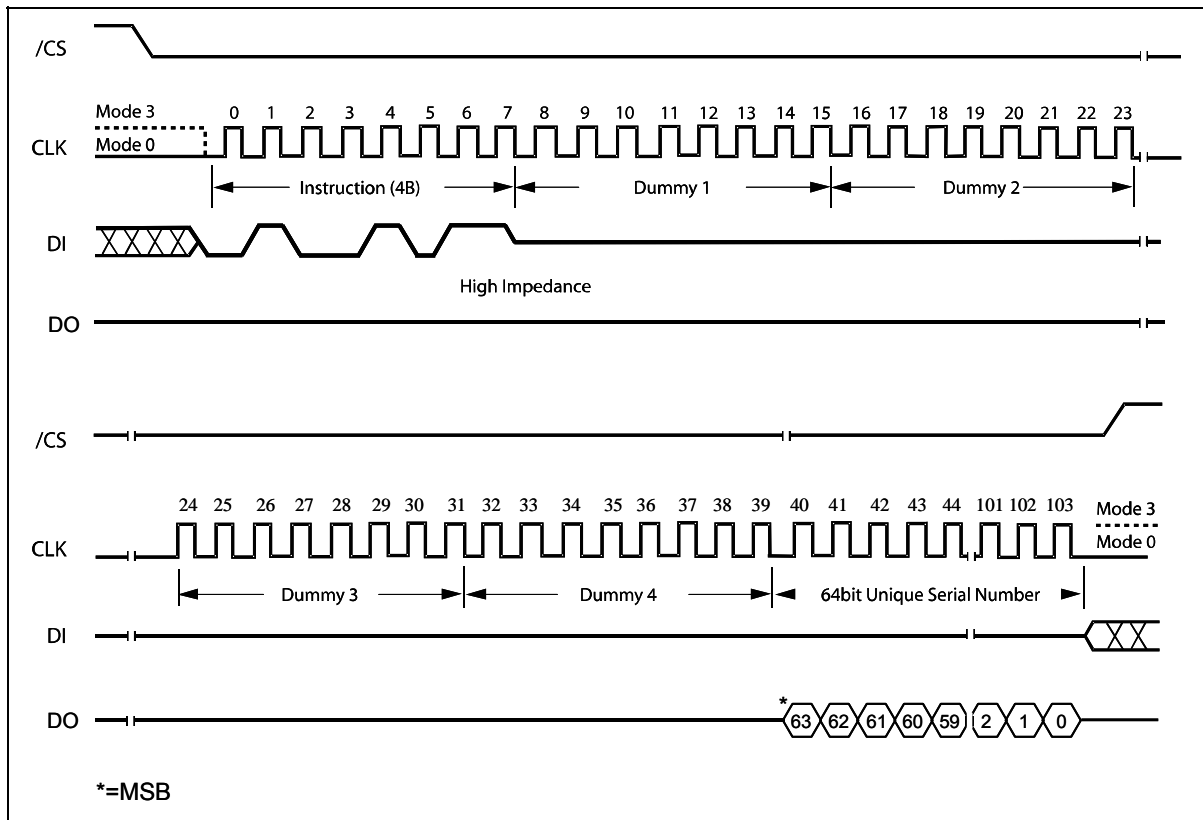 /CS
Mode 3
0 1 2 3 4 5 6 7 8 9 10 11 12 13 14 15 16 17 18 19 20 21 22 23
CLK
Mode 0
Instruction (4B) Dummy 1 Dummy 2
DI
High Impedance
DO
/CS
24 25 26 27 28 29 30 31 32 33 34 35 36 37 38 39 40 41 42 43 44 101 102 103
Mode 3
CLK
Mode 0
Dummy 3 Dummy 4 64bit Unique Serial Number
DI
*
DO 63 62 61 60 59 2 1 0
*=MSB